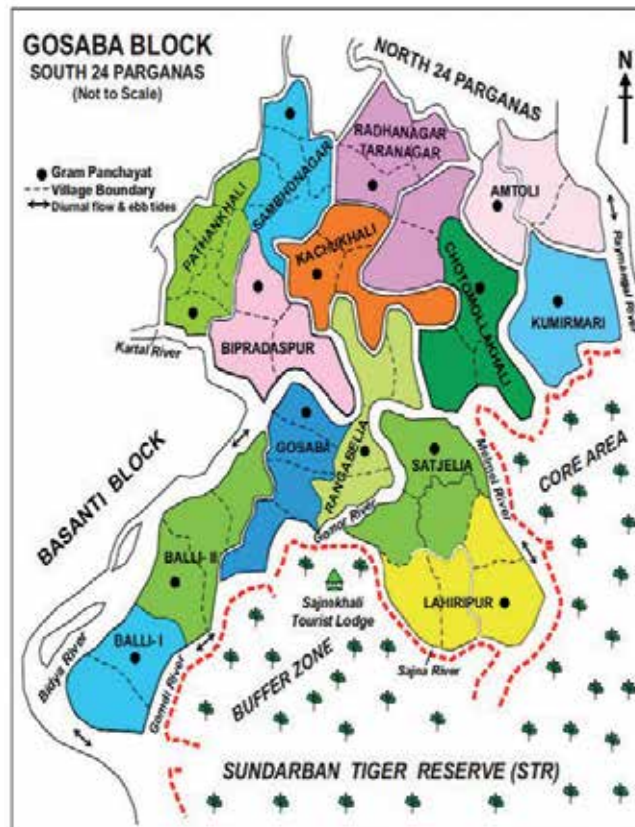 GOSABA BLOCK
SOUTH 24 PARGANAS
(Not to Scale)
NORTH 24 PARGANAS
N
Gram Panchayat
Village Boundary
Diurnal flow & ebb tides
RADHANAGAR
TARANAGAR
SAMBHUNAGAR
AMTOLI
PATHANKHALI
KACHUKHALI
CHOTOMOLLAKHALI
Raymangal River
KUMIRMARI
BIPRADASPUR
Kartal River
GOSABA
RANGABELIA
SATJELIA
Melmel River
CORE AREA
BASANTI BLOCK
Gomor River
BALLI- II
Sajnekhali
Tourist Lodge
LAHIRIPUR
BALLI- I
Bidya River
Gomdi River
BUFFER ZONE
Sajna River
SUNDARBAN TIGER RESERVE (STR)